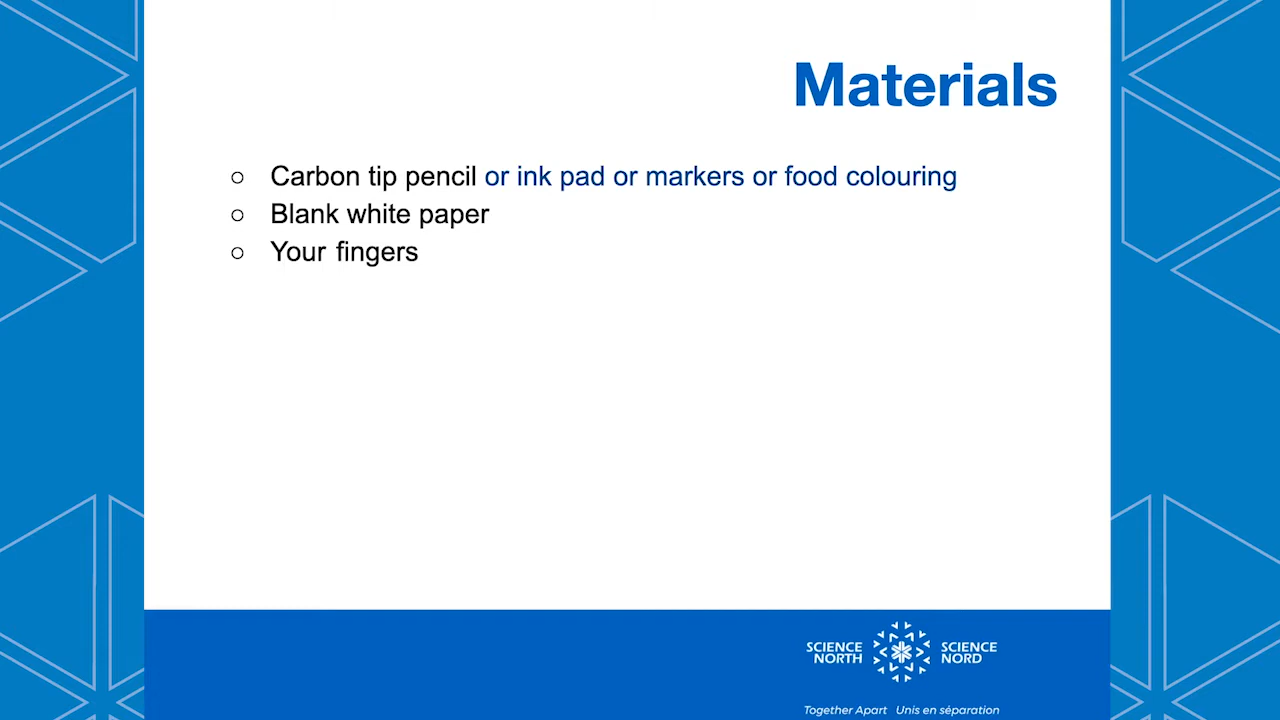 Materials
○ Carbon tip pencil or ink pad or markers or food colouring
○ Blank white paper
○ Your fingers
SCIENCE NORTH
SCIENCE NORD
Together Apart Unis en séparation